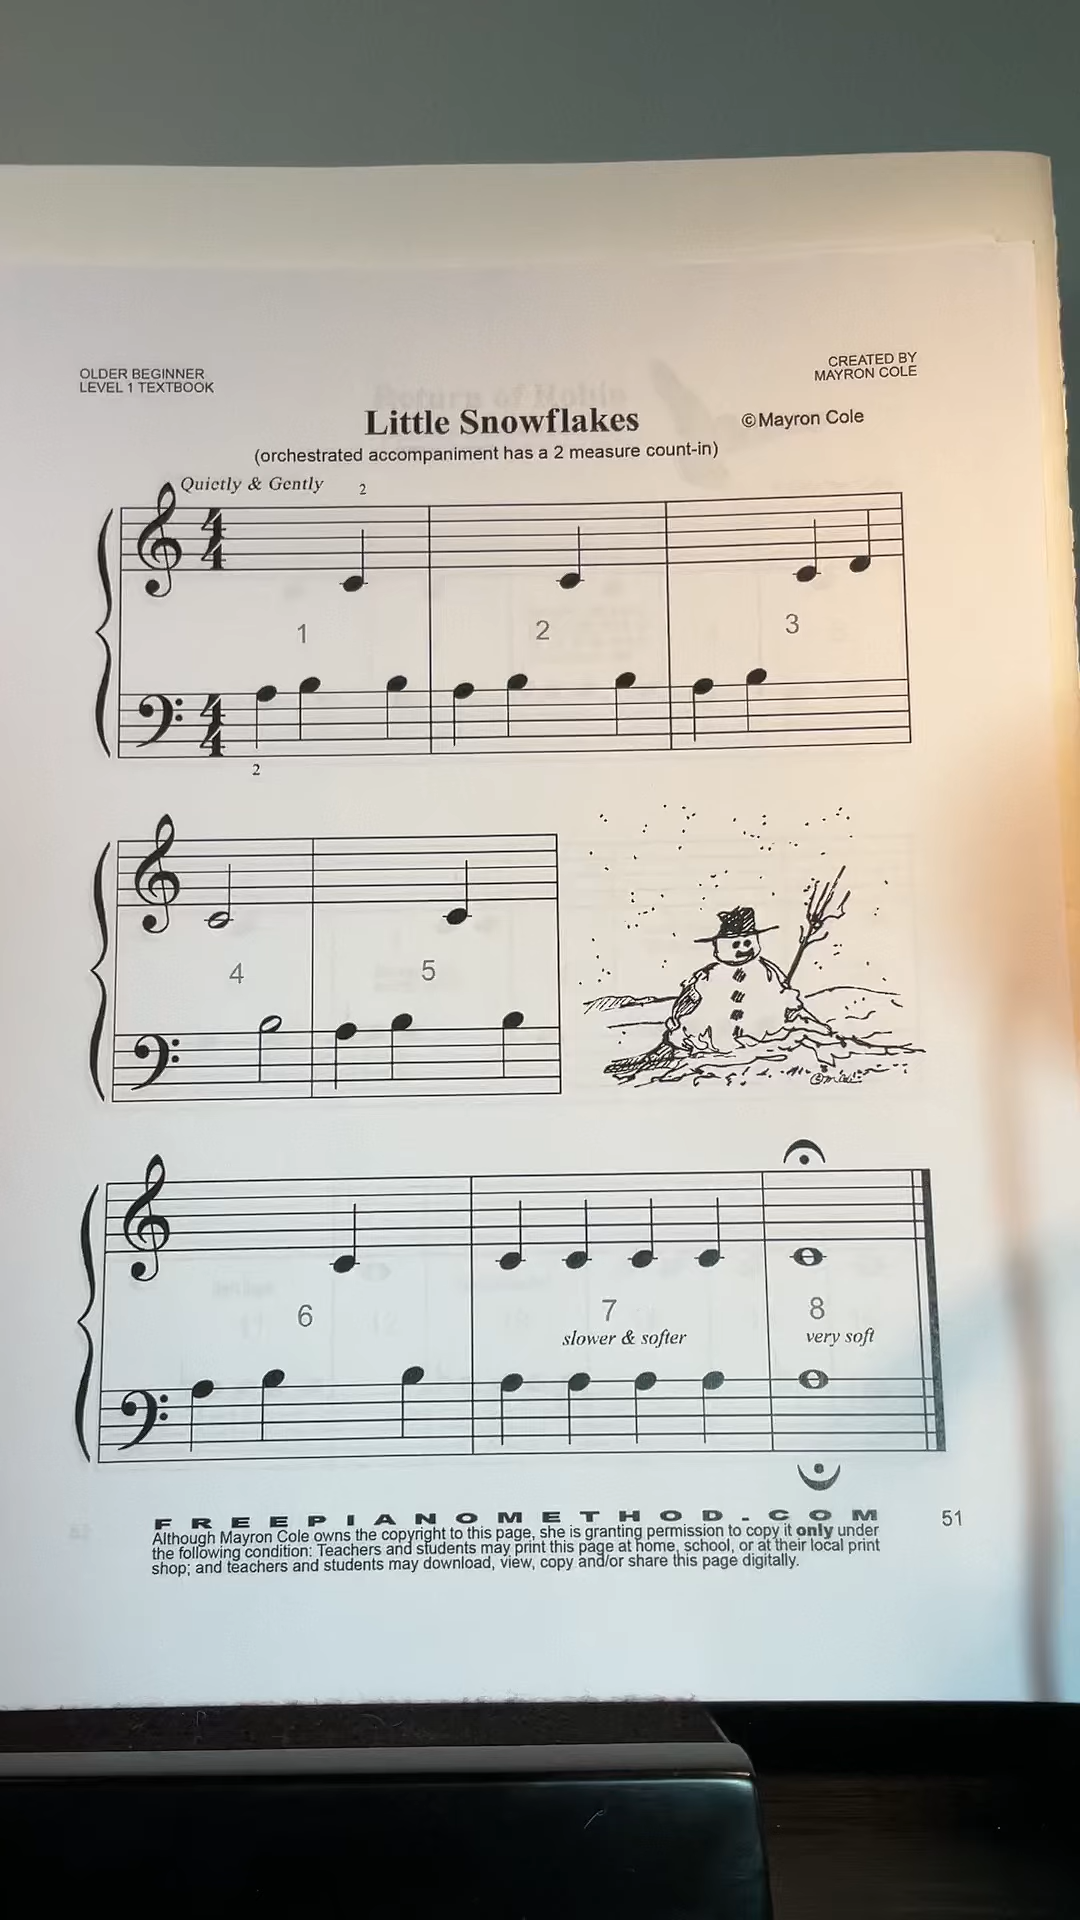 OLDER BEGINNER
LEVEL 1 TEXTBOOK
CREATED BY
MAYRON COLE
Little Snowflakes
©Mayron Cole
(orchestrated accompaniment has a 2 measure count-in)
Quietly & Gently
2
4
4
1
2
3
4
4
2
4
5
6
7
8
slower & softer
very soft
FREEPIANOMETHOD.COM
51
Although Mayron Cole owns the copyright to this page, she is granting permission to copy it only under
the following condition: Teachers and students may print this page at home, school, or at their local print
shop; and teachers and students may download, view, copy and/or share this page digitally.